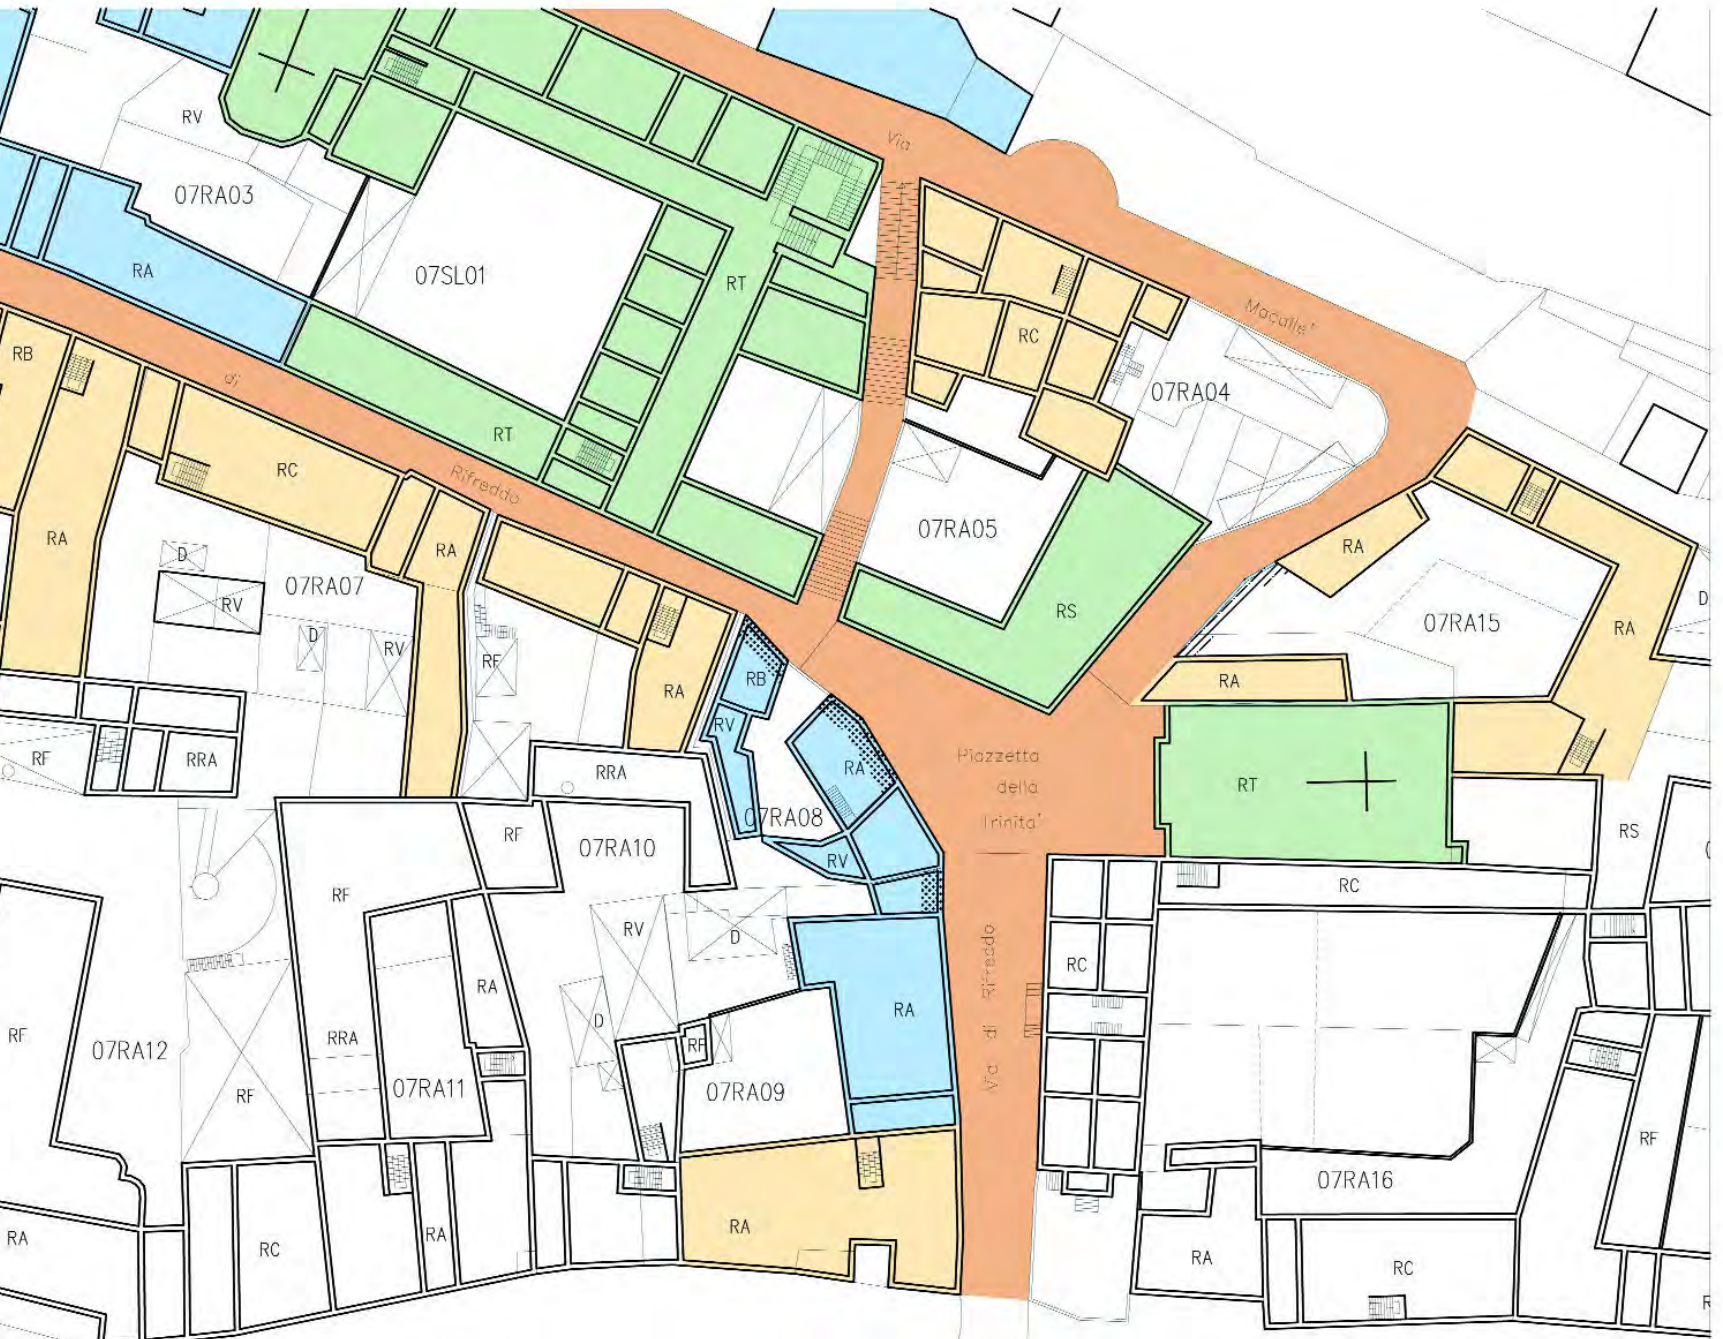 Via
RV
07RA03
RA
07SL01
RT
Macalle'
RC
07RA04
RB
di
RT
RC
Rifreddo
RA
RA
07RA05
RA
D
07RA07
RV
D
RV
RF
RS
07RA15
RA
D
RA
RB
RA
RV
Piazzetta
della
Trinita'
RT
RF
RRA
RRA
RA
07RA08
RV
RF
07RA10
RS
RC
RF
RV
D
RC
RA
RA
Via di Rifreddo
D
RF
07RA12
RRA
RF
07RA09
RF
07RA11
RF
07RA16
RA
RA
RC
RA
RA
RC